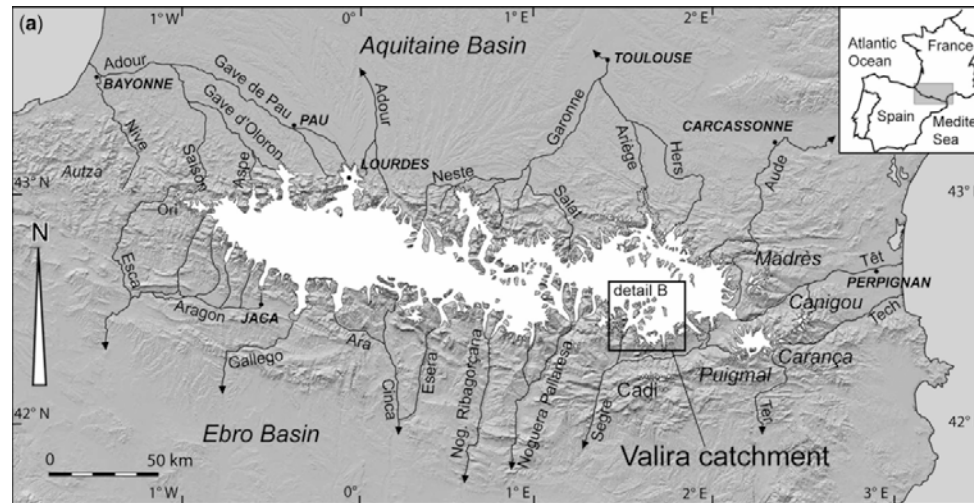 (a)
1° W
0°
1° E
2° E
Atlantic
Ocean
France
Spain
Medite
Sea
Aquitaine Basin
TOULOUSE
Adour
BAYONNE
Gave de Pau
PAU
Gave d'Oloron
Adour
Garonne
Ariège
Hers
CARCASSONNE
Aude
Nive
Saison
Aspe
LOURDES
Neste
Salat
Autza
43° N
43° N
Ori
N
Esca
Aragon
JACA
Gallego
Ara
Cinca
Esera
Nog. Ribagorçana
Noguera Pallaresa
Segre
detail B
Madrès
Têt
PERPIGNAN
Canigou
Tech
Carança
Puigmal
Cadi
Ter
42° N
42°
Ebro Basin
Valira catchment
0
50 km
1° W
0°
1° E
2° E
3° E